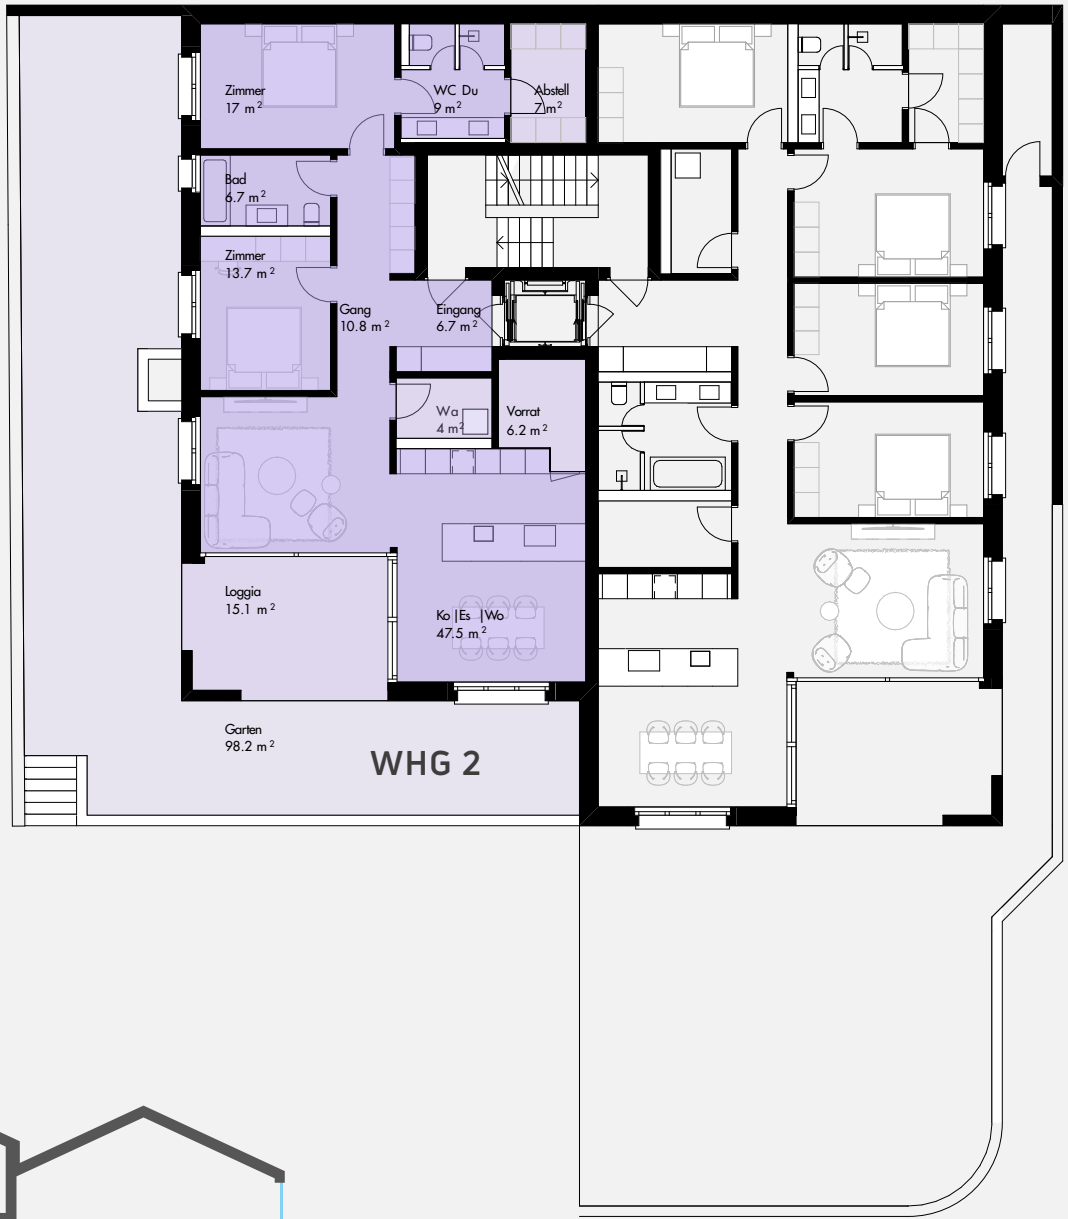 Zimmer
17 m²
WC Du
9 m²
Abstell
7 m²
Bad
6.7 m²
Zimmer
13.7 m²
Gang
10.8 m²
Eingang
6.7 m²
Wa
4 m²
Vorrat
6.2 m²
Loggia
15.1 m²
Ko |Es |Wo
47.5 m²
Garten
98.2 m²
WHG 2